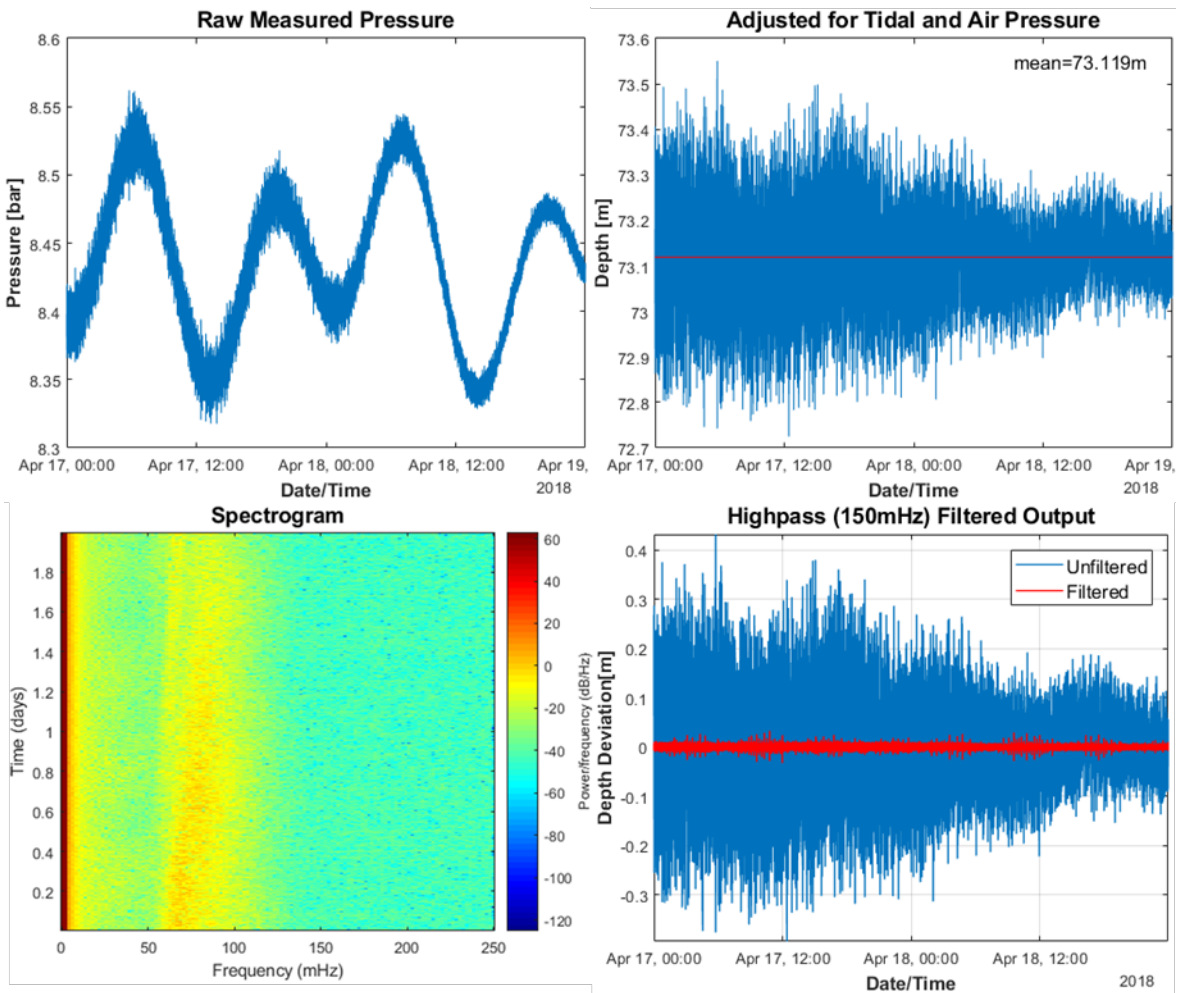 Raw Measured Pressure
8.6
8.55
8.5
8.45
8.4
8.35
8.3
Pressure [bar]
Apr 17, 00:00
Apr 17, 12:00
Apr 18, 00:00
Apr 18, 12:00
Apr 19,
Date/Time
2018
Adjusted for Tidal and Air Pressure
mean=73.119m
73.6
73.5
73.4
73.3
73.2
73.1
73
72.9
72.8
72.7
Depth [m]
Apr 17, 00:00
Apr 17, 12:00
Apr 18, 00:00
Apr 18, 12:00
Apr 19,
Date/Time
2018
Spectrogram
1.8
1.6
1.4
1.2
1
0.8
0.6
0.4
0.2
Time (days)
0
50
100
150
200
250
Frequency (mHz)
60
40
20
0
-20
-40
-60
-80
-100
-120
Power/frequency (dB/Hz)
Highpass (150mHz) Filtered Output
Unfiltered
Filtered
0.4
0.3
0.2
0.1
0
-0.1
-0.2
-0.3
Depth Deviation[m]
Apr 17, 00:00
Apr 17, 12:00
Apr 18, 00:00
Apr 18, 12:00
Date/Time
2018